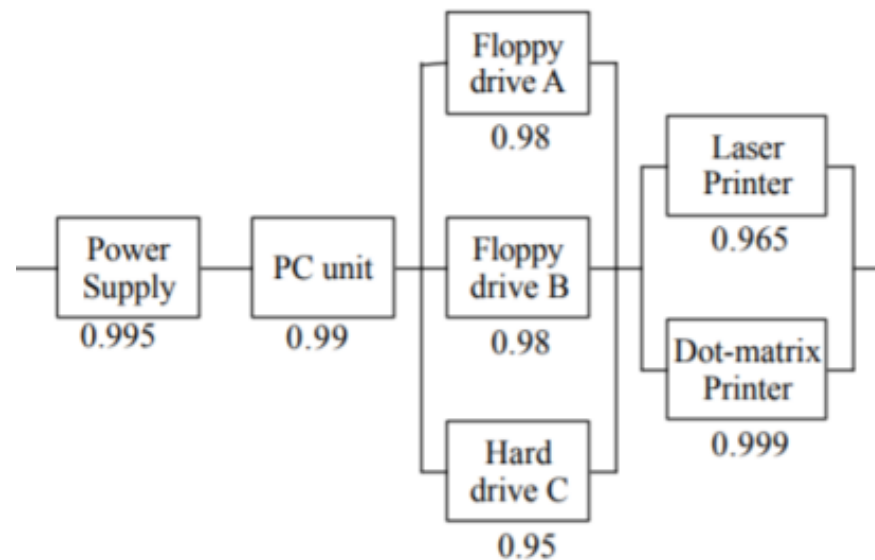 Power
Supply
0.995
PC unit
0.99
Floppy
drive A
0.98
Floppy
drive B
0.98
Hard
drive C
0.95
Laser
Printer
0.965
Dot-matrix
Printer
0.999